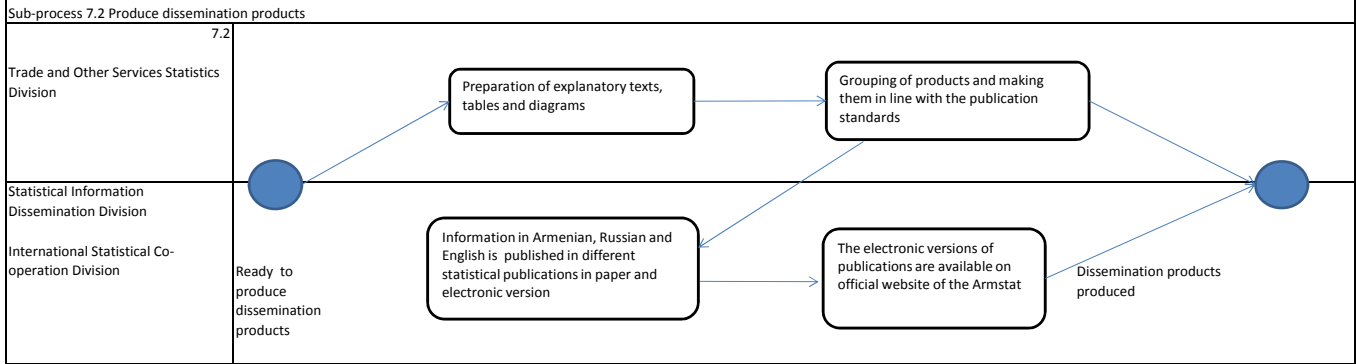 Sub-process 7.2 Produce dissemination products
7.2
Trade and Other Services Statistics
Division
Preparation of explanatory texts,
tables and diagrams
Grouping of products and making
them in line with the publication
standards
Statistical Information
Dissemination Division
International Statistical Co-
operation Division
Ready to
produce
dissemination
products
Information in Armenian, Russian and
English is published in different
statistical publications in paper and
electronic version
The electronic versions of
publications are available on
official website of the Armstat
Dissemination products
produced